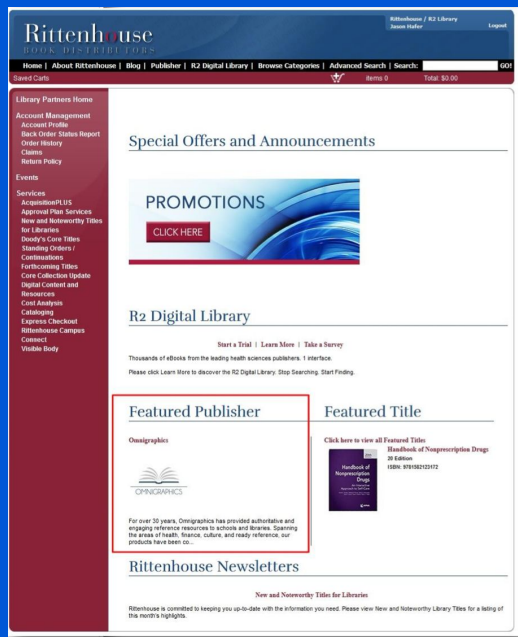 Rittenhouse
BOOK DISTRIBUTORS
Rittenhouse / R2 Library
Jason Hafer
Logout
Home | About Rittenhouse | Blog | Publisher | R2 Digital Library | Browse Categories | Advanced Search | Search: GO!
Saved Carts
items 0 Total: $0.00
Library Partners Home
Account Management
Account Profile
Back Order Status Report
Order History
Claims
Return Policy
Events
Services
AcquisitionPLUS
Approval Plan Services
New and Noteworthy Titles
for Libraries
Doody's Core Titles
Standing Orders /
Continuations
Forthcoming Titles
Core Collection Update
Digital Content and
Resources
Cost Analysis
Cataloging
Express Checkout
Rittenhouse Campus
Connect
Visible Body
Special Offers and Announcements
PROMOTIONS
CLICK HERE
R2 Digital Library
Start a Trial | Learn More | Take a Survey
Thousands of eBooks from the leading health sciences publishers. 1 interface.
Please click Learn More to discover the R2 Digital Library. Stop Searching. Start Finding.
Featured Publisher
Omnigraphics
OMNIGRAPHICS
For over 30 years, Omnigraphics has provided authoritative and
engaging reference resources to schools and libraries. Spanning
the areas of health, finance, culture, and ready reference, our
products have been co...
Featured Title
Click here to view all Featured Titles
Handbook of Nonprescription Drugs
20 Edition
ISBN: 9781582123172
Handbook of
Nonprescription
Drugs
Rittenhouse Newsletters
New and Noteworthy Titles for Libraries
Rittenhouse is committed to keeping you up-to-date with the information you need. Please view New and Noteworthy Library Titles for a listing of
this month's highlights.